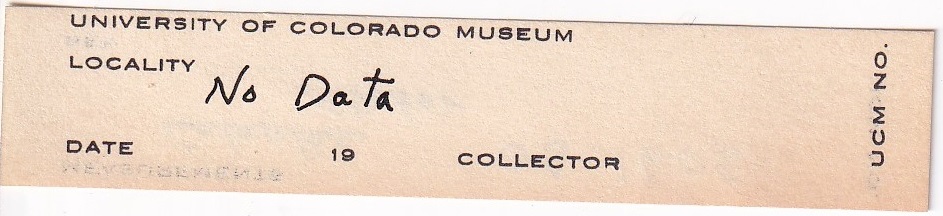 UNIVERSITY OF COLORADO MUSEUM
LOCALITY No Data
DATE 19 COLLECTOR
UCM NO.